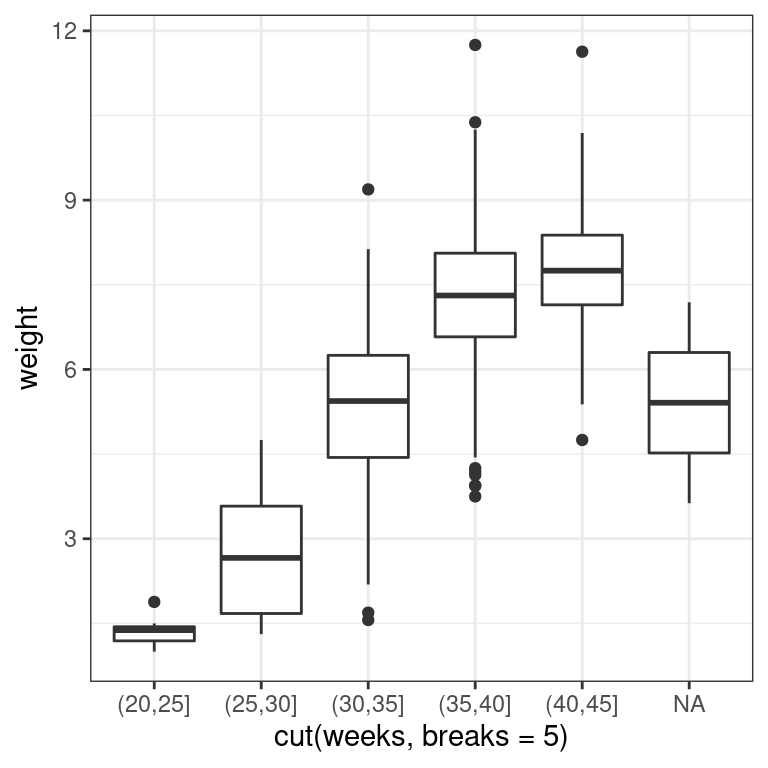 12
9
6
3
weight
(20,25] (25,30] (30,35] (35,40] (40,45] NA
cut(weeks, breaks = 5)